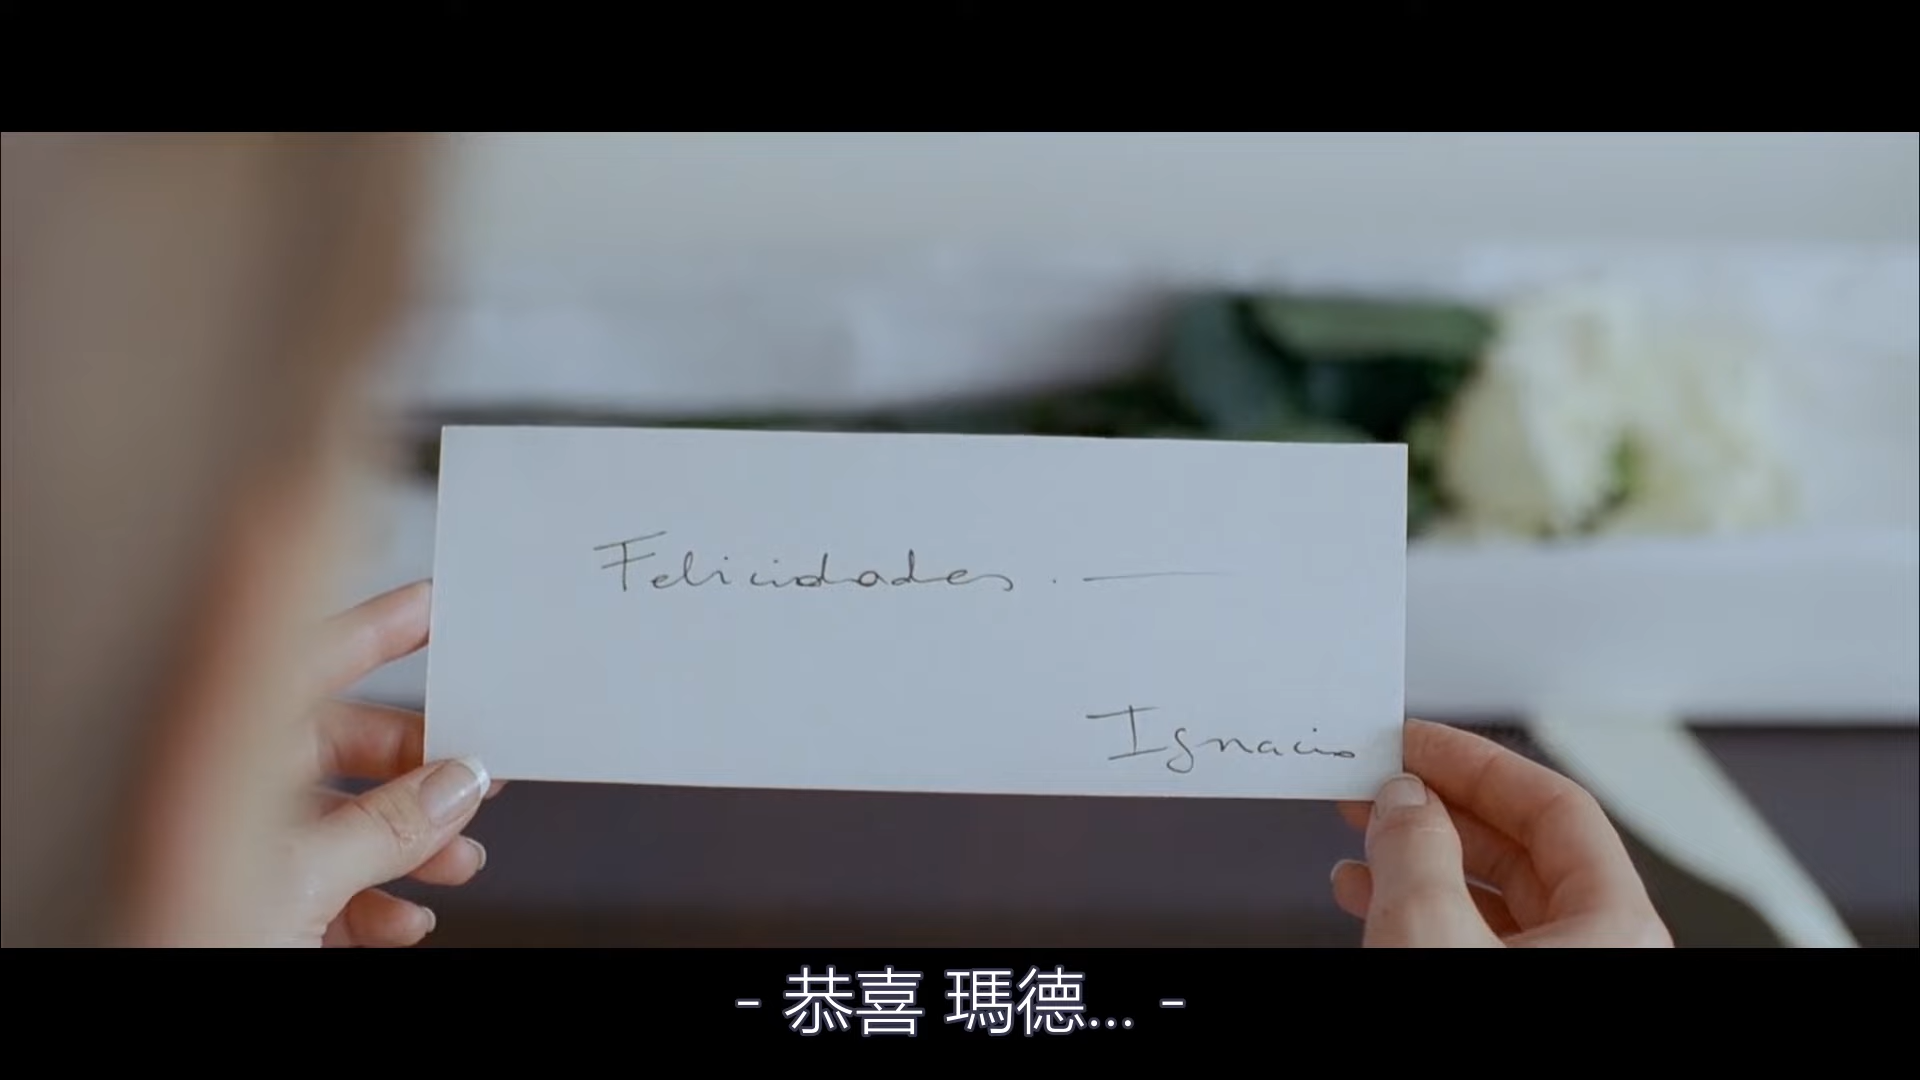 Felicidades. —
Ignacio
- 恭喜 瑪德... -